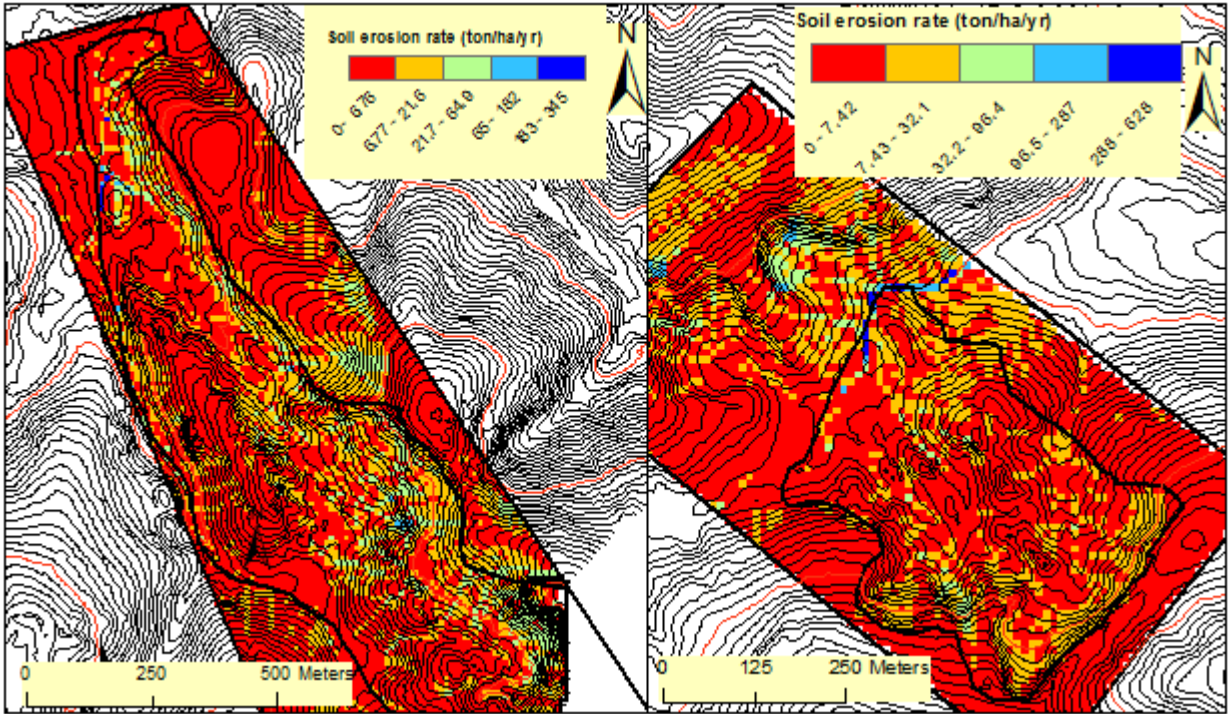 Soil erosion rate (ton/ha/yr)
N
0- 676
6.77 - 21.6
21.7 - 64.9
65 - 182
183 - 345
0 250 500 Meters
Soil erosion rate (ton/ha/yr)
N
0 - 7.42
7.43 - 32.1
32.2 - 96.4
96.5 - 287
288 - 628
0 125 250 Meters